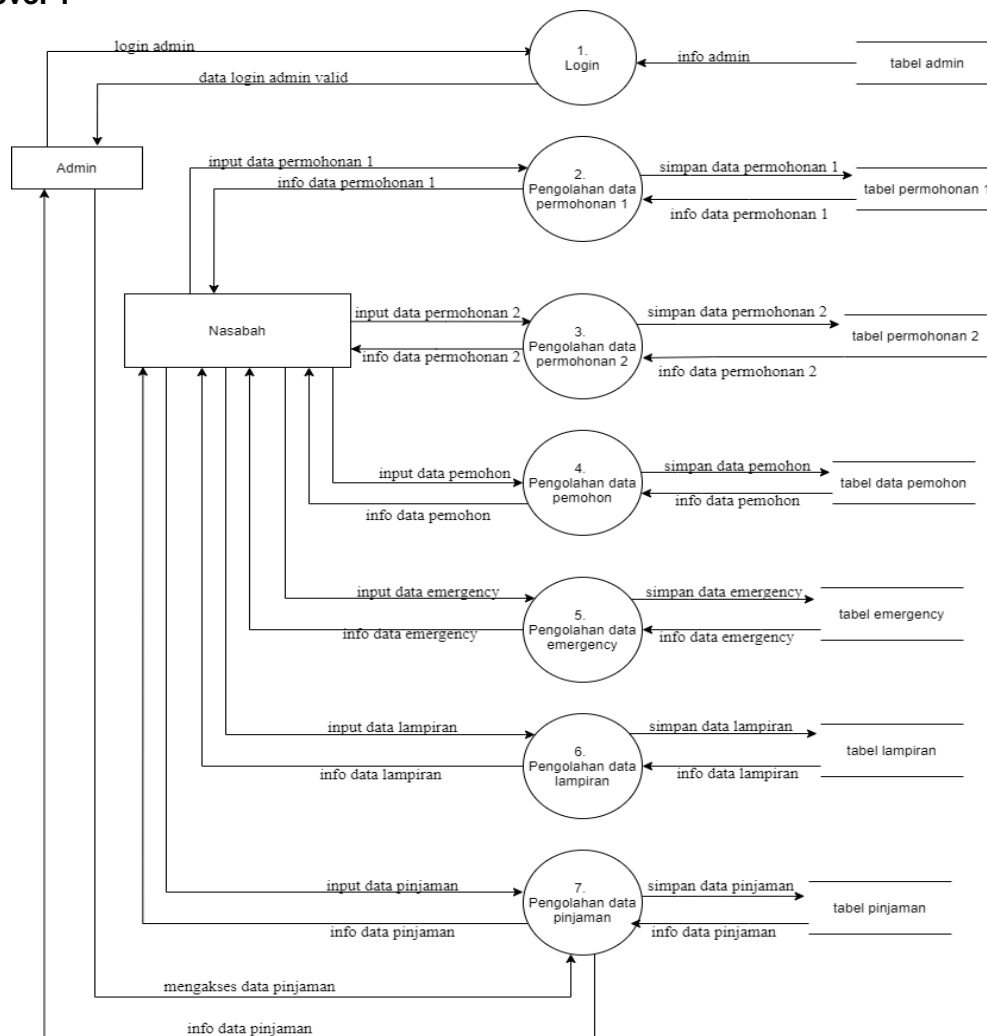 login admin
1.
Login
info admin
tabel admin
data login admin valid
Admin
input data permohonan 1
info data permohonan 1
2.
Pengolahan data
permohonan 1
simpan data permohonan 1
info data permohonan 1
tabel permohonan 1
Nasabah
input data permohonan 2
info data permohonan 2
3.
Pengolahan data
permohonan 2
simpan data permohonan 2
info data permohonan 2
tabel permohonan 2
input data pemohon
info data pemohon
4.
Pengolahan data
pemohon
simpan data pemohon
info data pemohon
tabel data pemohon
input data emergency
info data emergency
5.
Pengolahan data
emergency
simpan data emergency
info data emergency
tabel emergency
input data lampiran
info data lampiran
6.
Pengolahan data
lampiran
simpan data lampiran
info data lampiran
tabel lampiran
input data pinjaman
info data pinjaman
7.
Pengolahan data
pinjaman
simpan data pinjaman
info data pinjaman
tabel pinjaman
mengakses data pinjaman
info data pinjaman